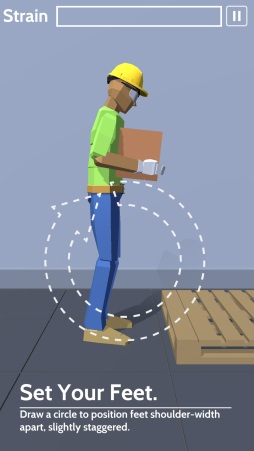 Strain
Set Your Feet.
Draw a circle to position feet shoulder-width
apart, slightly staggered.